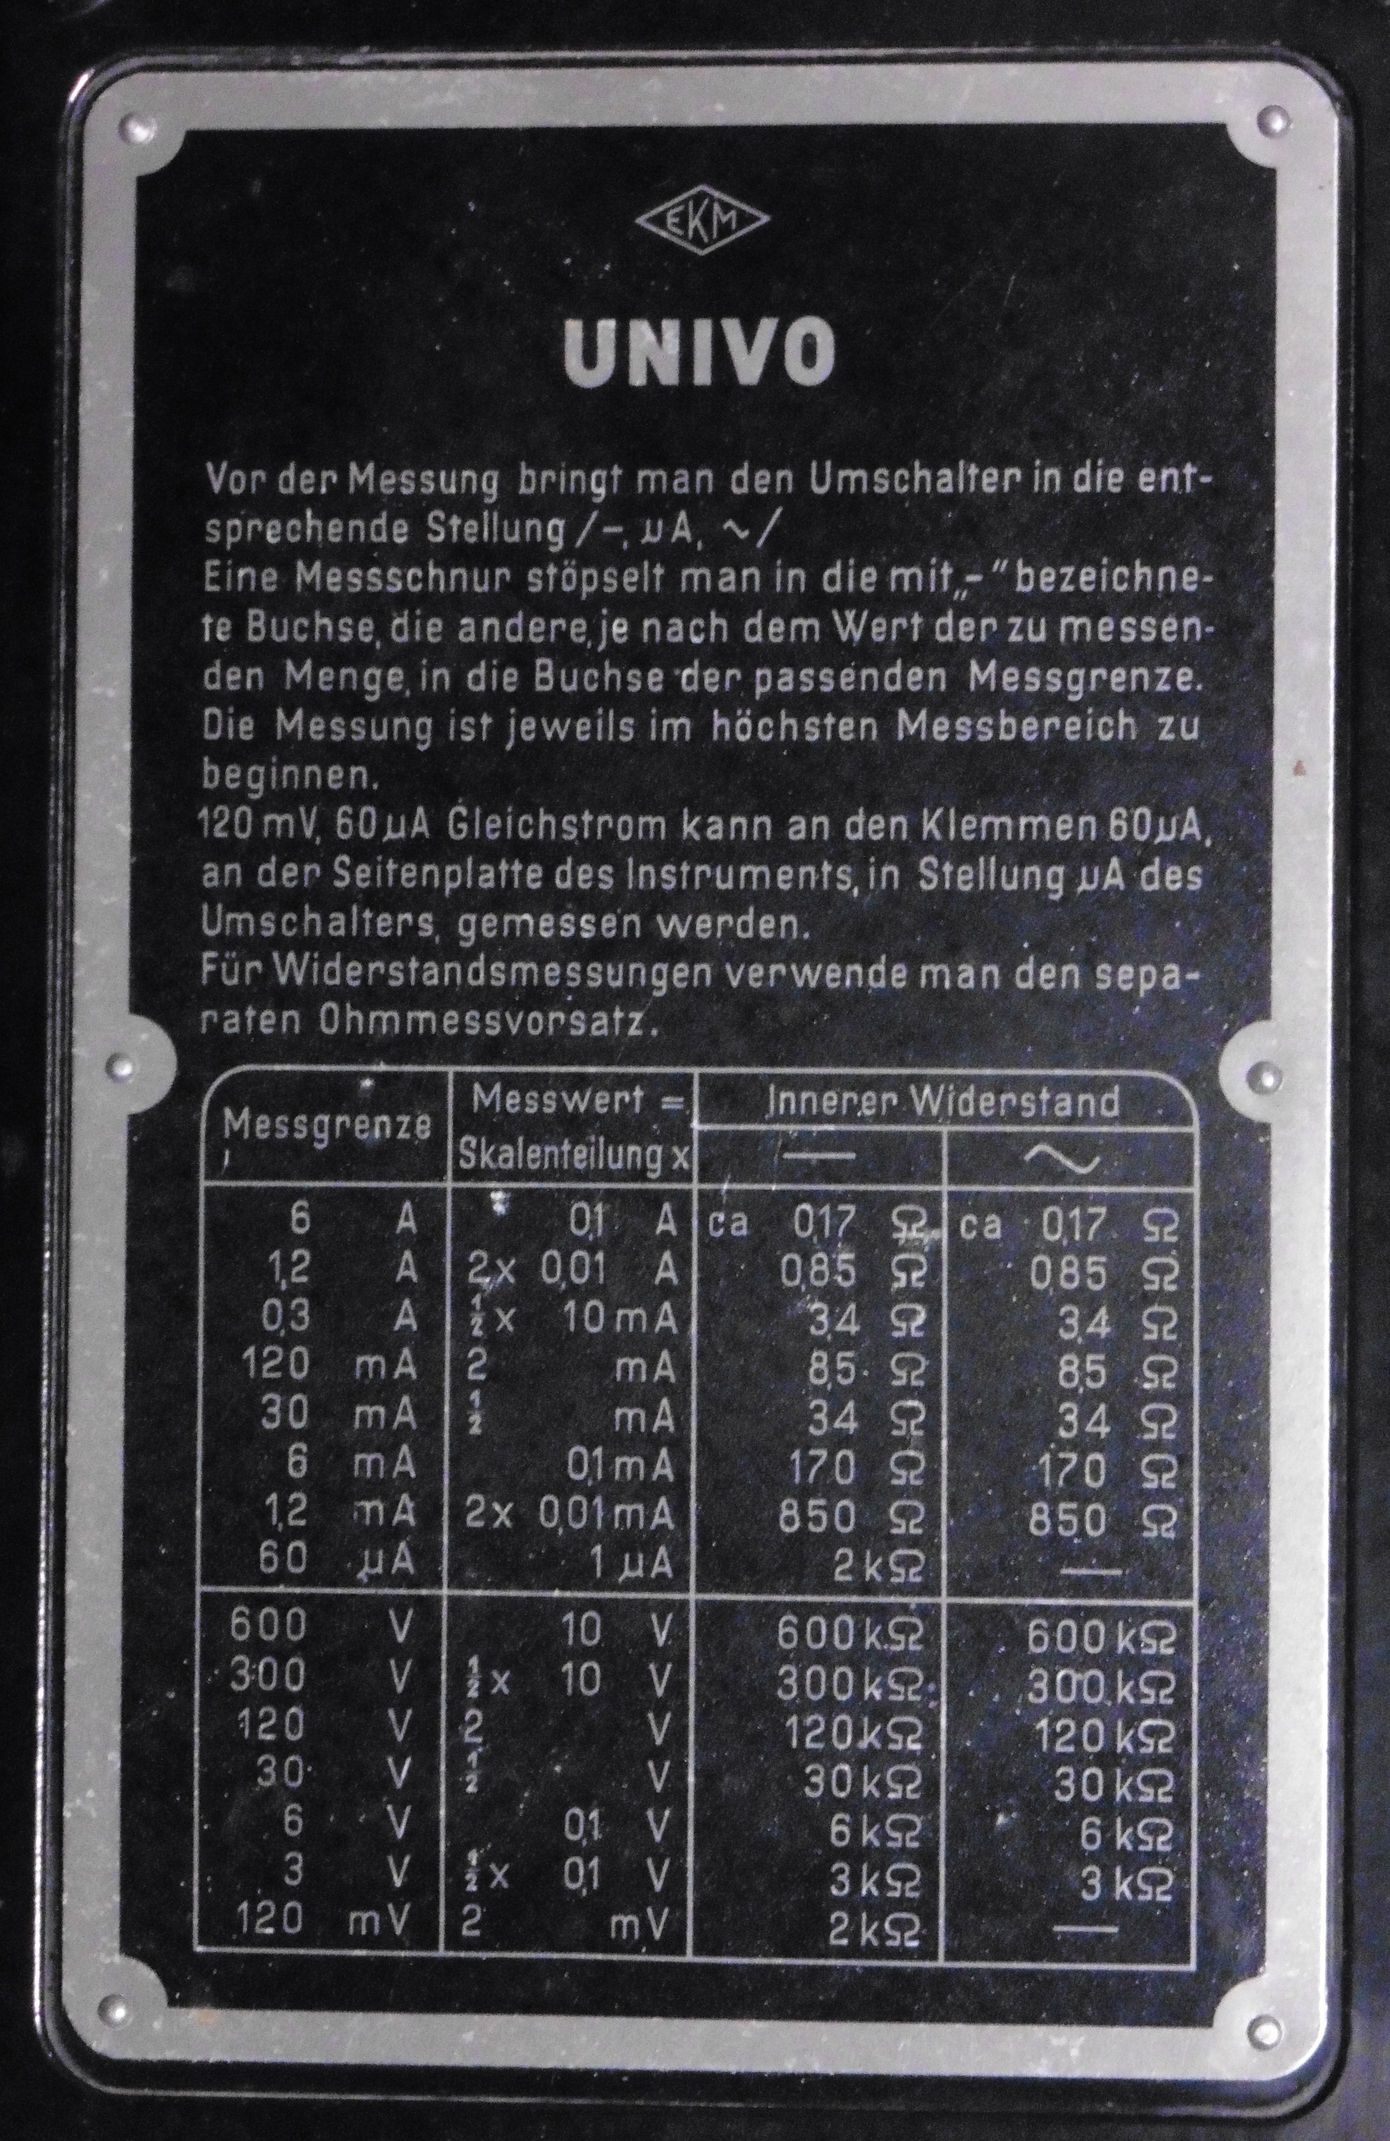 EKM
UNIVO
Vor der Messung bringt man den Umschalter in die ent-
sprechende Stellung /–, µA, ∿/
Eine Messschnur stöpselt man in die mit „–“ bezeichne-
te Buchse, die andere, je nach dem Wert der zu messen-
den Menge, in die Buchse der passenden Messgrenze.
Die Messung ist jeweils im höchsten Messbereich zu
beginnen.
120 mV, 60 µA Gleichstrom kann an den Klemmen 60 µA,
an der Seitenplatte des Instruments, in Stellung µA des
Umschalters, gemessen werden.
Für Widerstandsmessungen verwende man den sepa-
raten Ohmmessvorsatz.
Messgrenze Messwert = Skalenteilung x Innerer Widerstand
— ∿
6 A 0,1 A ca 0,17 Ω ca 0,17 Ω
1,2 A 2 x 0,01 A 0,85 Ω 0,85 Ω
0,3 A ½ x 10 mA 3,4 Ω 3,4 Ω
120 mA 2 mA 8,5 Ω 8,5 Ω
30 mA ½ mA 34 Ω 34 Ω
6 mA 0,1 mA 170 Ω 170 Ω
1,2 mA 2 x 0,01 mA 850 Ω 850 Ω
60 µA 1 µA 2 kΩ —
600 V 10 V 600 kΩ 600 kΩ
300 V ½ x 10 V 300 kΩ 300 kΩ
120 V 2 V 120 kΩ 120 kΩ
30 V ½ V 30 kΩ 30 kΩ
6 V 0,1 V 6 kΩ 6 kΩ
3 V ½ x 0,1 V 3 kΩ 3 kΩ
120 mV 2 mV 2 kΩ —